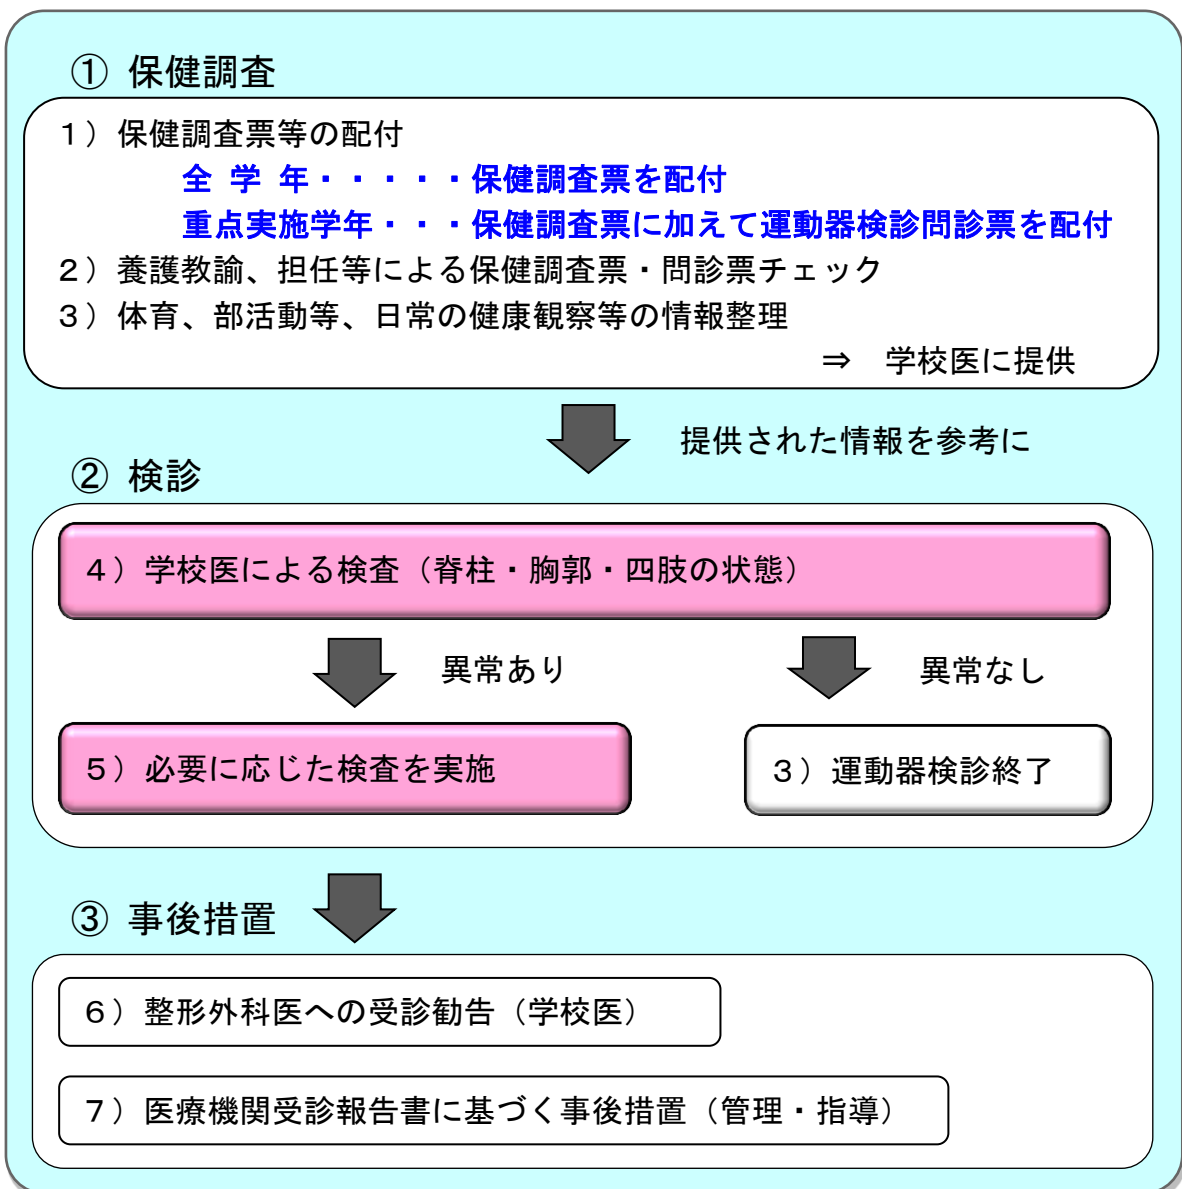 ① 保健調査
１）保健調査票等の配付
全 学 年・・・・・保健調査票を配付
重点実施学年・・・保健調査票に加えて運動器検診問診票を配付
２）養護教諭、担任等による保健調査票・問診票チェック
３）体育、部活動等、日常の健康観察等の情報整理
⇒　学校医に提供
提供された情報を参考に
② 検診
４）学校医による検査（脊柱・胸郭・四肢の状態）
異常あり
異常なし
５）必要に応じた検査を実施
３）運動器検診終了
③ 事後措置
６）整形外科医への受診勧告（学校医）
７）医療機関受診報告書に基づく事後措置（管理・指導）